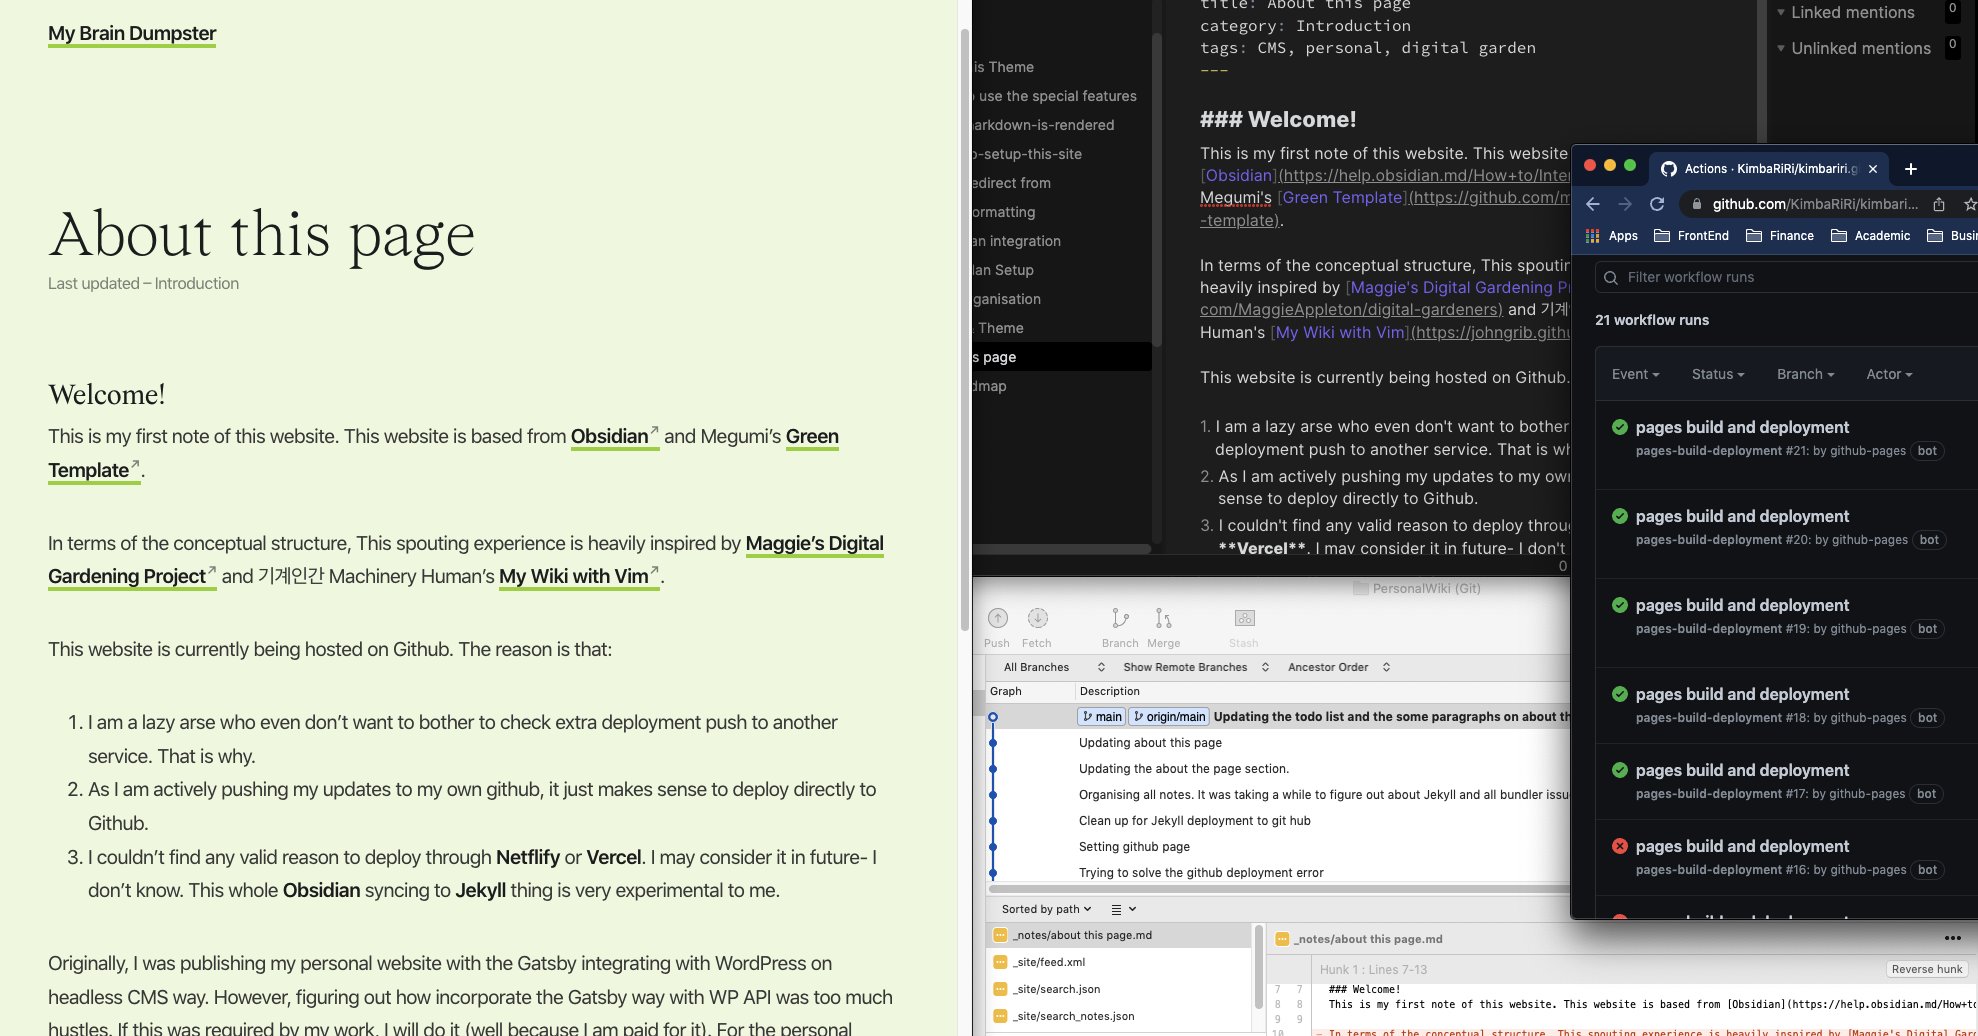 My Brain Dumpster
About this page
Last updated – Introduction
Welcome!
This is my first note of this website. This website is based from Obsidian↗ and Megumi’s Green
Template↗.
In terms of the conceptual structure, This spouting experience is heavily inspired by Maggie’s Digital
Gardening Project↗ and 기계인간 Machinery Human’s My Wiki with Vim↗.
This website is currently being hosted on Github. The reason is that:
1. I am a lazy arse who even don’t want to bother to check extra deployment push to another
service. That is why.
2. As I am actively pushing my updates to my own github, it just makes sense to deploy directly to
Github.
3. I couldn’t find any valid reason to deploy through Netflify or Vercel. I may consider it in future- I
don’t know. This whole Obsidian syncing to Jekyll thing is very experimental to me.
Originally, I was publishing my personal website with the Gatsby integrating with WordPress on
headless CMS way. However, figuring out how incorporate the Gatsby way with WP API was too much
hustles. If this was required by my work, I will do it (well because I am paid for it). For the personal
is Theme
use the special features
arkdown-is-rendered
o-setup-this-site
edirect from
ormatting
an integration
lan Setup
ganisation
Theme
s page
dmap
title: About this page
category: Introduction
tags: CMS, personal, digital garden
---
### Welcome!
This is my first note of this website. This website
[Obsidian](https://help.obsidian.md/How+to/Inte
Megumi's [Green Template](https://github.com/m
-template).
In terms of the conceptual structure, This spoutin
heavily inspired by [Maggie's Digital Gardening P
com/MaggieAppleton/digital-gardeners) and 기계
Human's [My Wiki with Vim](https://johngrib.gith
This website is currently being hosted on Github.
1. I am a lazy arse who even don't want to bother
deployment push to another service. That is wh
2. As I am actively pushing my updates to my own
sense to deploy directly to Github.
3. I couldn't find any valid reason to deploy throu
**Vercel**. I may consider it in future- I don't
0
Linked mentions 0
Unlinked mentions 0
Actions · KimbaRiRi/kimbariri.g
github.com/KimbaRiRi/kimbari...
Apps FrontEnd Finance Academic Busi
Filter workflow runs
21 workflow runs
Event Status Branch Actor
pages build and deployment
pages-build-deployment #21: by github-pages bot
pages build and deployment
pages-build-deployment #20: by github-pages bot
pages build and deployment
pages-build-deployment #19: by github-pages bot
pages build and deployment
pages-build-deployment #18: by github-pages bot
pages build and deployment
pages-build-deployment #17: by github-pages bot
pages build and deployment
pages-build-deployment #16: by github-pages bot
PersonalWiki (Git)
Push Fetch Branch Merge Stash
All Branches Show Remote Branches Ancestor Order
Graph Description
main origin/main Updating the todo list and the some paragraphs on about th
Updating about this page
Updating the about the page section.
Organising all notes. It was taking a while to figure out about Jekyll and all bundler issu
Clean up for Jekyll deployment to git hub
Setting github page
Trying to solve the github deployment error
Sorted by path
_notes/about this page.md
_site/feed.xml
_site/search.json
_site/search_notes.json
_notes/about this page.md
Hunk 1 : Lines 7-13 Reverse hunk
7 7 ### Welcome!
8 8 This is my first note of this website. This website is based from [Obsidian](https://help.obsidian.md/How+to
9 9
10 - In terms of the conceptual structure, This spouting experience is heavily inspired by [Maggie's Digital Gar